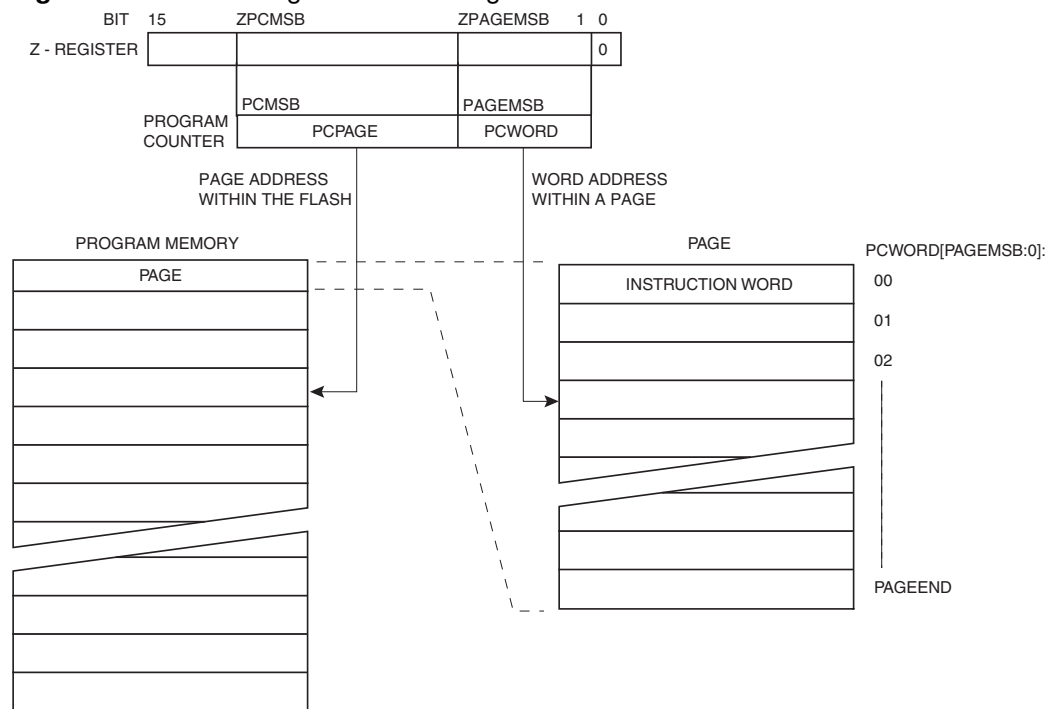 BIT 15 ZPCMSB ZPAGEMSB 1 0
Z - REGISTER 0
PCMSB PAGEMSB
PROGRAM
COUNTER
PCPAGE PCWORD
PAGE ADDRESS
WITHIN THE FLASH
WORD ADDRESS
WITHIN A PAGE
PROGRAM MEMORY
PAGE
PAGE
PCWORD[PAGEMSB:0]:
INSTRUCTION WORD
00
01
02
PAGEEND